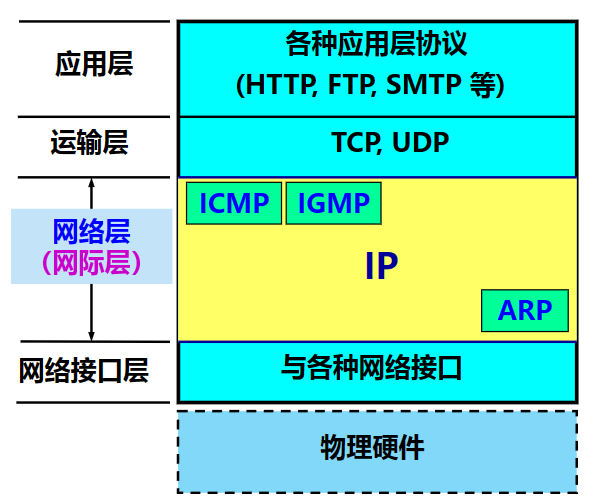 应用层
各种应用层协议
(HTTP, FTP, SMTP 等)
运输层
TCP, UDP
ICMP
IGMP
网络层
（网际层）
IP
ARP
网络接口层
与各种网络接口
物理硬件